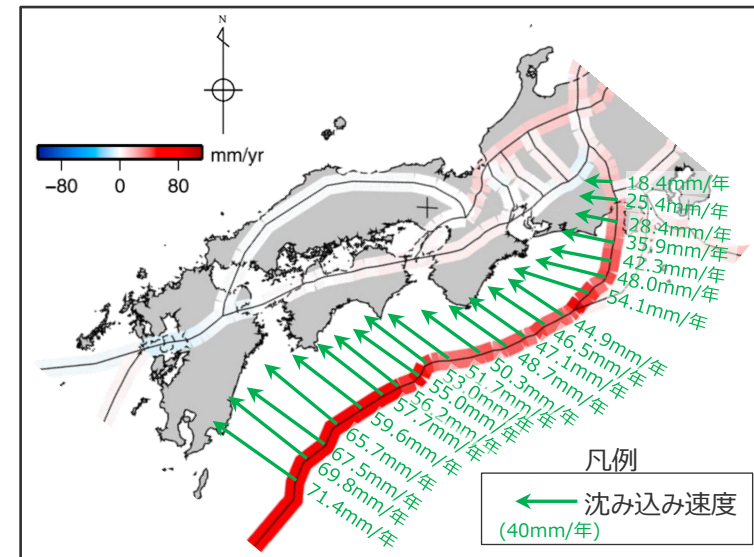 N
mm/yr
−80 0 80
18.4mm/年
25.4mm/年
28.4mm/年
35.9mm/年
42.3mm/年
48.0mm/年
54.1mm/年
44.9mm/年
46.5mm/年
47.1mm/年
48.7mm/年
50.3mm/年
51.7mm/年
53.0mm/年
55.0mm/年
56.2mm/年
57.7mm/年
59.6mm/年
65.7mm/年
67.5mm/年
69.8mm/年
71.4mm/年
凡例
沈み込み速度
(40mm/年)